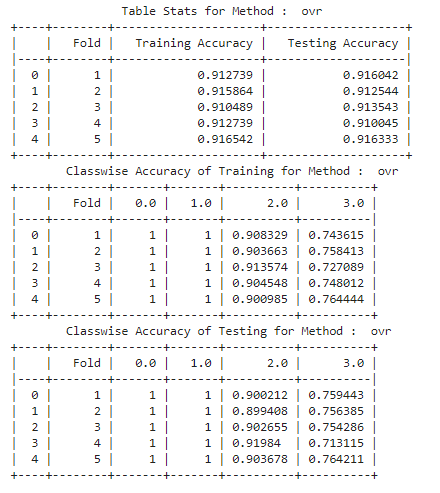 Table Stats for Method :  ovr
+----+--------+---------------------+--------------------+
|    |   Fold |   Training Accuracy |   Testing Accuracy |
|----+--------+---------------------+--------------------|
|  0 |      1 |            0.912739 |           0.916042 |
|  1 |      2 |            0.915864 |           0.912544 |
|  2 |      3 |            0.910489 |           0.913543 |
|  3 |      4 |            0.912739 |           0.910045 |
|  4 |      5 |            0.916542 |           0.916333 |
+----+--------+---------------------+--------------------+
Classwise Accuracy of Training for Method :  ovr
+----+--------+-------+-------+----------+----------+
|    |   Fold |   0.0 |   1.0 |      2.0 |      3.0 |
|----+--------+-------+-------+----------+----------|
|  0 |      1 |     1 |     1 | 0.908329 | 0.743615 |
|  1 |      2 |     1 |     1 | 0.903663 | 0.758413 |
|  2 |      3 |     1 |     1 | 0.913574 | 0.727089 |
|  3 |      4 |     1 |     1 | 0.904548 | 0.748012 |
|  4 |      5 |     1 |     1 | 0.900985 | 0.764444 |
+----+--------+-------+-------+----------+----------+
Classwise Accuracy of Testing for Method :  ovr
+----+--------+-------+-------+----------+----------+
|    |   Fold |   0.0 |   1.0 |      2.0 |      3.0 |
|----+--------+-------+-------+----------+----------|
|  0 |      1 |     1 |     1 | 0.900212 | 0.759443 |
|  1 |      2 |     1 |     1 | 0.899408 | 0.756385 |
|  2 |      3 |     1 |     1 | 0.902655 | 0.754286 |
|  3 |      4 |     1 |     1 | 0.91984  | 0.713115 |
|  4 |      5 |     1 |     1 | 0.903678 | 0.764211 |
+----+--------+-------+-------+----------+----------+